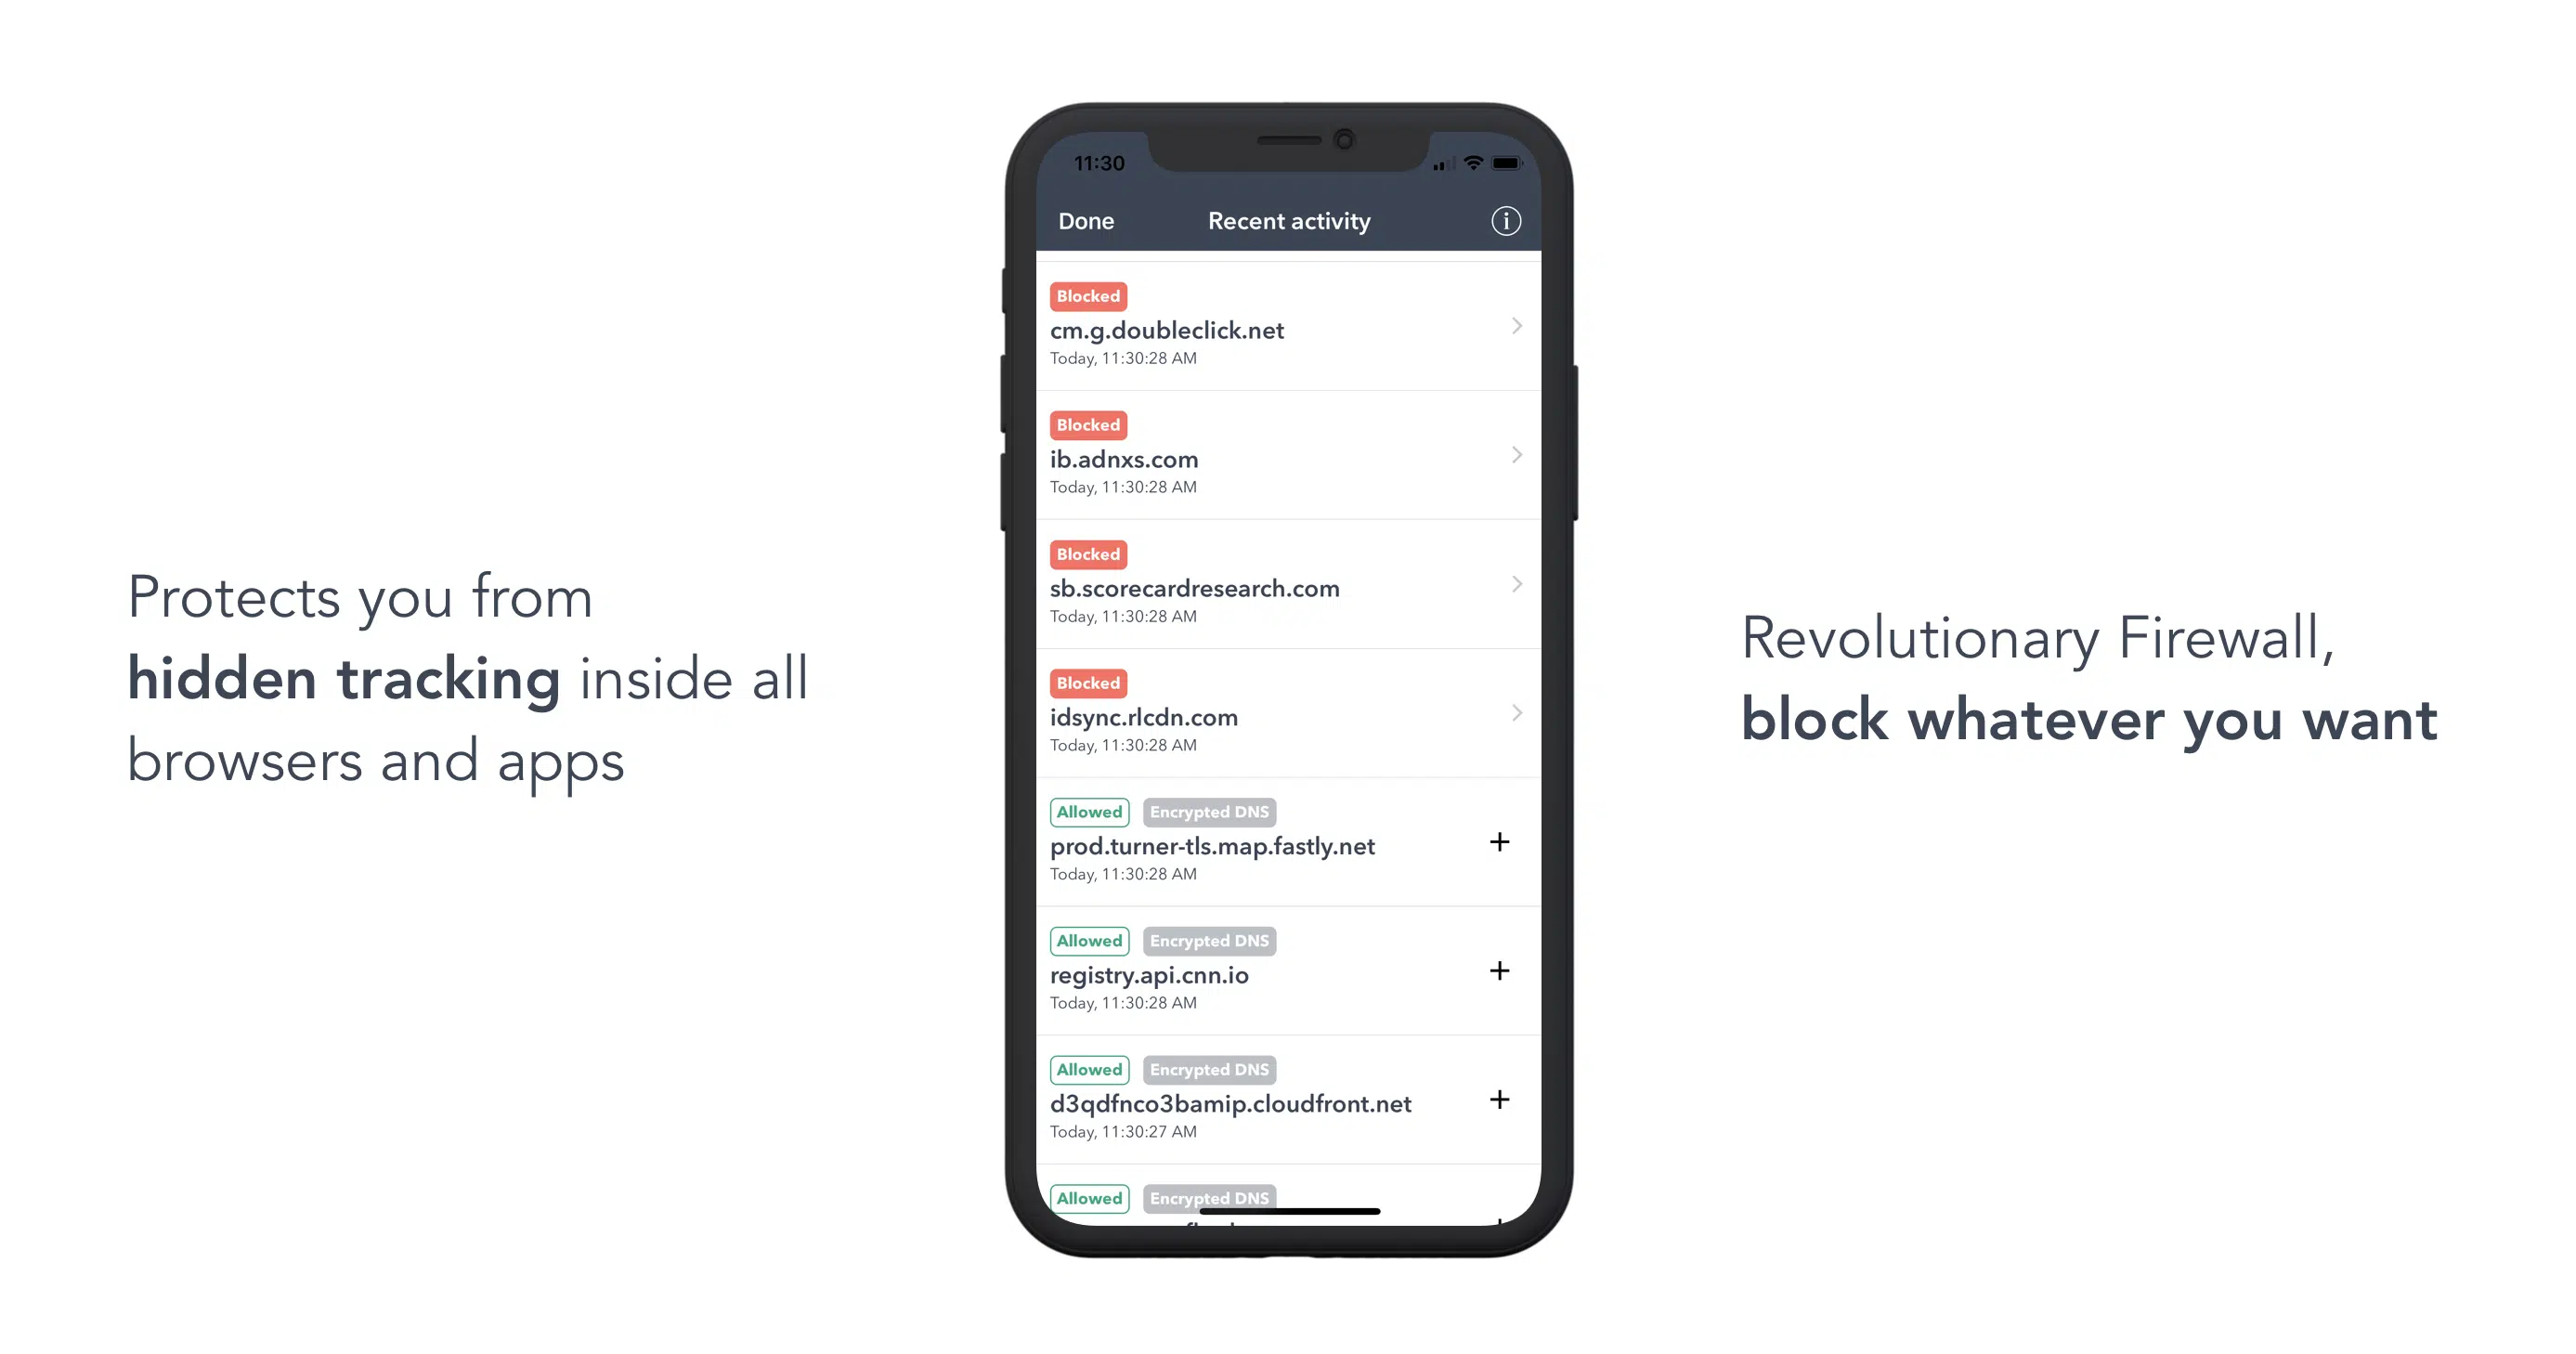 Protects you from
hidden tracking inside all
browsers and apps
11:30
Done
Recent activity
Blocked
cm.g.doubleclick.net
Today, 11:30:28 AM
Blocked
ib.adnxs.com
Today, 11:30:28 AM
Blocked
sb.scorecardresearch.com
Today, 11:30:28 AM
Blocked
idsync.rlcdn.com
Today, 11:30:28 AM
Allowed Encrypted DNS
prod.turner-tls.map.fastly.net
Today, 11:30:28 AM
Allowed Encrypted DNS
registry.api.cnn.io
Today, 11:30:28 AM
Allowed Encrypted DNS
d3qdfnco3bamip.cloudfront.net
Today, 11:30:27 AM
Allowed Encrypted DNS
Revolutionary Firewall,
block whatever you want